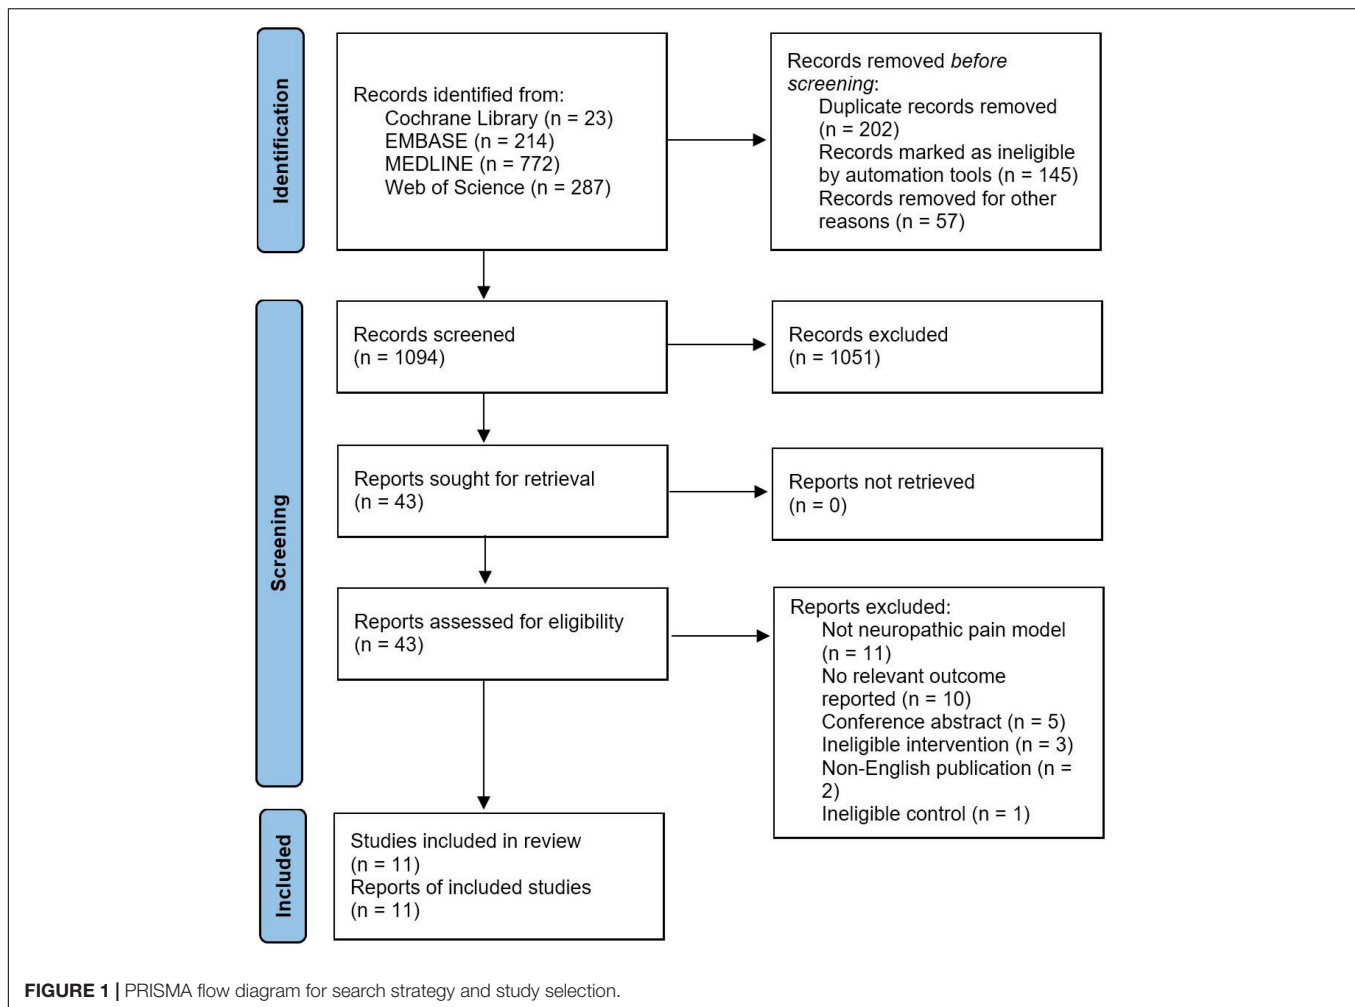 Identification
Records identified from:
Cochrane Library (n = 23)
EMBASE (n = 214)
MEDLINE (n = 772)
Web of Science (n = 287)
Records removed before
screening:
Duplicate records removed
(n = 202)
Records marked as ineligible
by automation tools (n = 145)
Records removed for other
reasons (n = 57)
Screening
Records screened
(n = 1094)
Records excluded
(n = 1051)
Reports sought for retrieval
(n = 43)
Reports not retrieved
(n = 0)
Reports assessed for eligibility
(n = 43)
Reports excluded:
Not neuropathic pain model
(n = 11)
No relevant outcome
reported (n = 10)
Conference abstract (n = 5)
Ineligible intervention (n = 3)
Non-English publication (n =
2)
Ineligible control (n = 1)
Included
Studies included in review
(n = 11)
Reports of included studies
(n = 11)
FIGURE 1 | PRISMA flow diagram for search strategy and study selection.